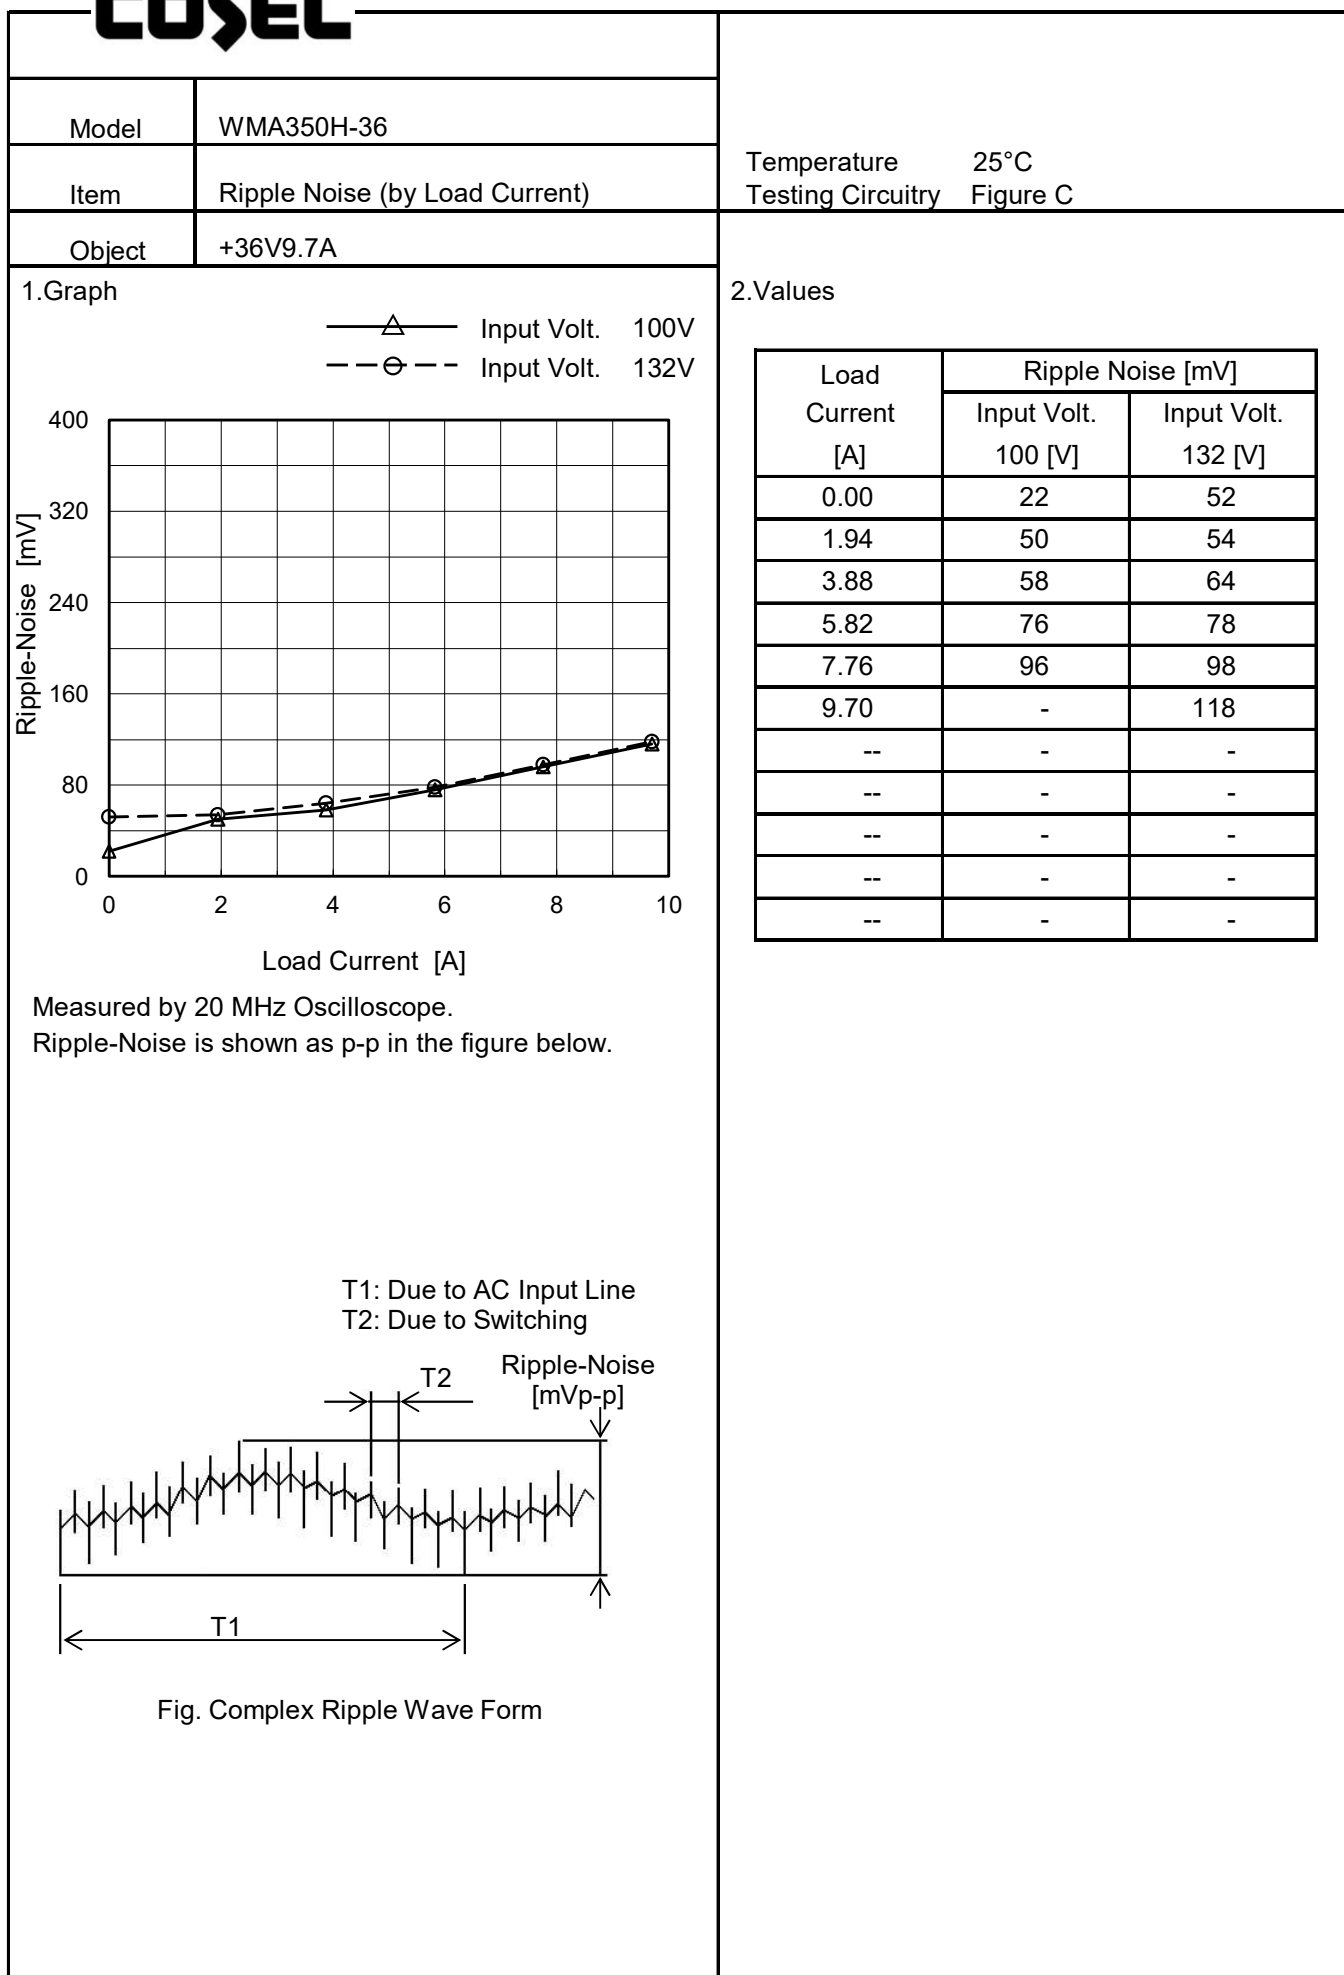 COSEL
Model WMA350H-36
Item Ripple Noise (by Load Current)
Temperature 25°C
Testing Circuitry Figure C
Object +36V9.7A
1.Graph
Input Volt. 100V
Input Volt. 132V
400
320
240
160
80
0
Ripple-Noise [mV]
0 2 4 6 8 10
Load Current [A]
Measured by 20 MHz Oscilloscope.
Ripple-Noise is shown as p-p in the figure below.
T1: Due to AC Input Line
T2: Due to Switching
T2
Ripple-Noise
[mVp-p]
T1
Fig. Complex Ripple Wave Form
2.Values
Load Ripple Noise [mV]
Current Input Volt. Input Volt.
[A] 100 [V] 132 [V]
0.00 22 52
1.94 50 54
3.88 58 64
5.82 76 78
7.76 96 98
9.70 - 118
-- - -
-- - -
-- - -
-- - -
-- - -